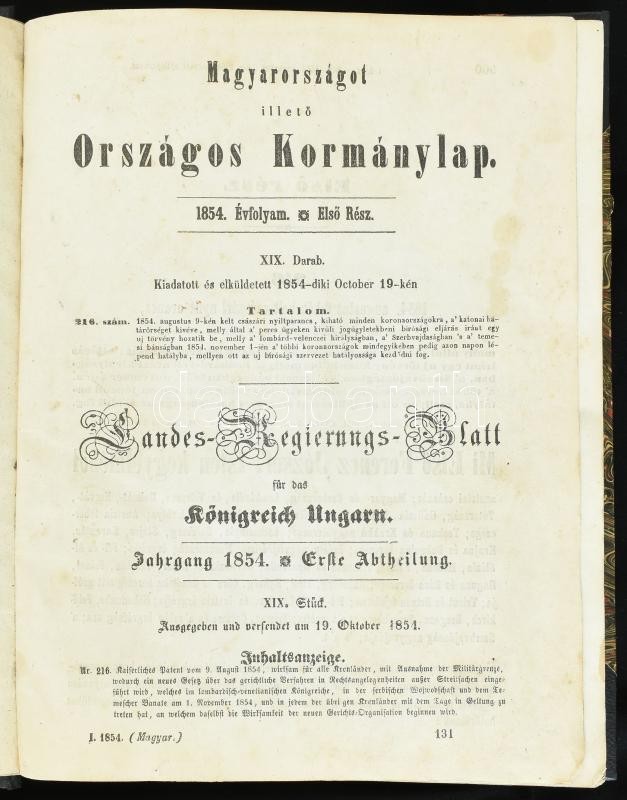 Magyarországot
illető
Országos Kormánylap.
1854. Évfolyam. ¤ Első Rész.
XIX. Darab.
Kiadatott és elküldetett 1854-diki October 19-kén
Tartalom.
216. szám. 1854. augustus 9-kén kelt császári nyiltparancs, kiható minden koronaországokra, a' katonai ha-
tárőrséget kivéve, melly által a' peres ügyeken kivüli jogügyletekbeni birósági eljárás iránt egy
uj törvény hozatik be, melly a' lombárd-velenczei királyságban, a' Szerbvajdaságban 's a' teme-
si bánságban 1854. november 1-jén a' többi koronaországok mindegyikében pedig azon napon lé-
pend hatályba, mellyen ott az uj birósági szervezet hatályossága kezdődni fog.
Landes-Regierungs-Blatt
für das
Königreich Ungarn.
Jahrgang 1854. ¤ Erste Abtheilung.
XIX. Stück.
Ausgegeben und versendet am 19. Oktober 1854.
Inhaltsanzeige.
Nr. 216. Kaiserliches Patent vom 9. August 1854, wirksam für alle Kronländer, mit Ausnahme der Militärgrenze,
wodurch ein neues Gesetz über das gerichtliche Verfahren in Rechtsangelegenheiten außer Streitsachen einge-
führt wird, welches im lombardisch-venetianischen Königreiche, in der serbischen Wojwodschaft und dem Te-
mescher Banate am 1. November 1854, und in jedem der übrigen Kronländer mit dem Tage in Geltung zu
treten hat, an welchem daselbst die Wirksamkeit der neuen Gerichts-Organisation beginnen wird.
I. 1854. (Magyar.) 131
darabanth